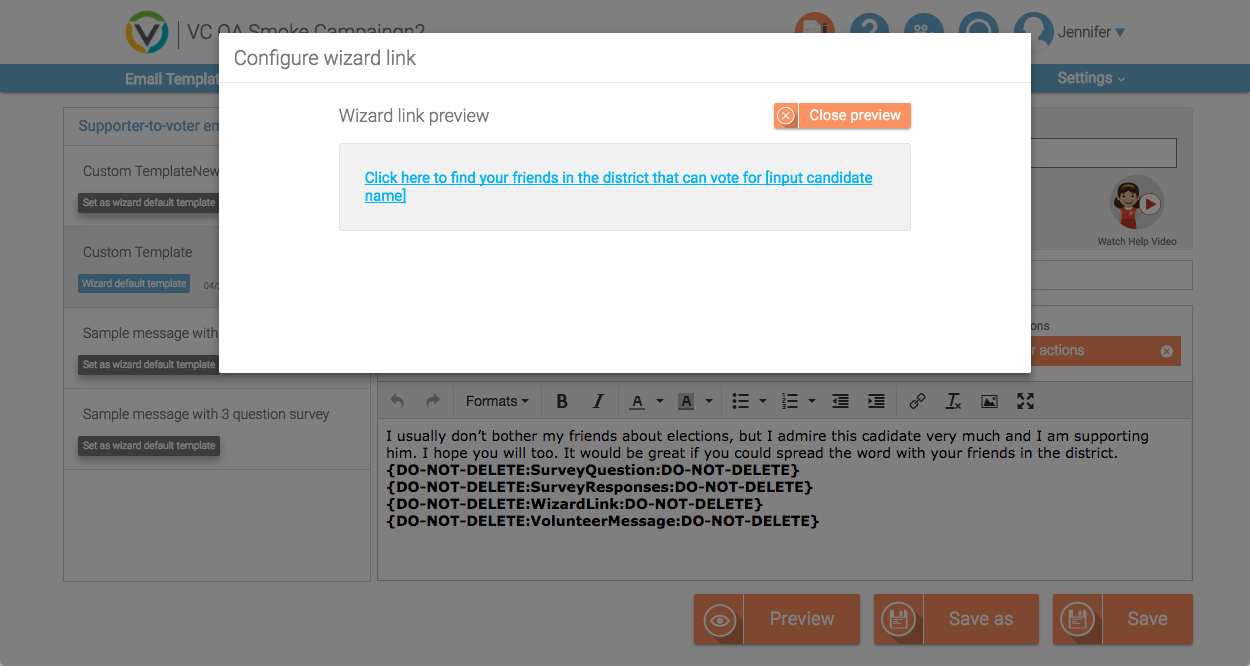 VC QA Smoke Campaingn2
Jennifer
Email Templat
Settings
Configure wizard link
Wizard link preview
Close preview
Click here to find your friends in the district that can vote for [input candidate
name]
Supporter-to-voter em
Custom TemplateNew
Set as wizard default template
Custom Template
Wizard default template
04/
Sample message with
Set as wizard default template
Sample message with 3 question survey
Set as wizard default template
Watch Help Video
ons
r actions
Formats
B I A A
I usually don’t bother my friends about elections, but I admire this cadidate very much and I am supporting
him. I hope you will too. It would be great if you could spread the word with your friends in the district.
{DO-NOT-DELETE:SurveyQuestion:DO-NOT-DELETE}
{DO-NOT-DELETE:SurveyResponses:DO-NOT-DELETE}
{DO-NOT-DELETE:WizardLink:DO-NOT-DELETE}
{DO-NOT-DELETE:VolunteerMessage:DO-NOT-DELETE}
Preview
Save as
Save